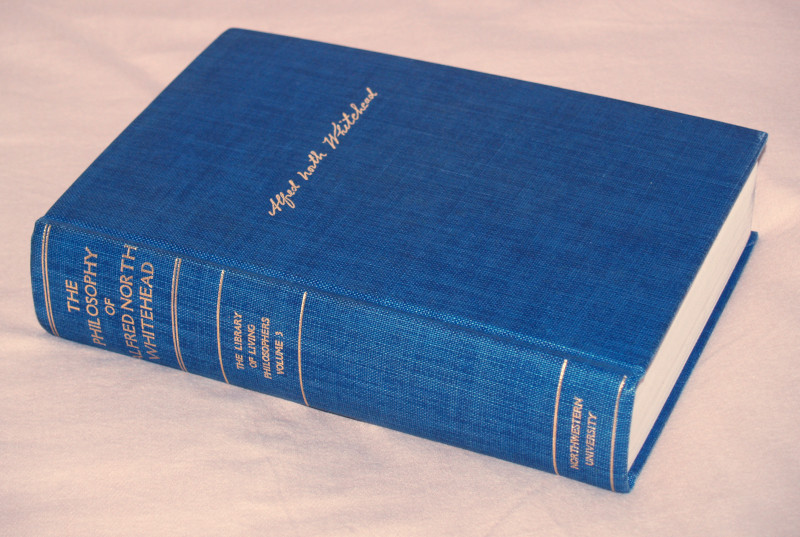 Alfred North Whitehead
THE
PHILOSOPHY
OF
ALFRED NORTH
WHITEHEAD
THE LIBRARY
OF LIVING
PHILOSOPHERS
VOLUME 3
NORTHWESTERN
UNIVERSITY